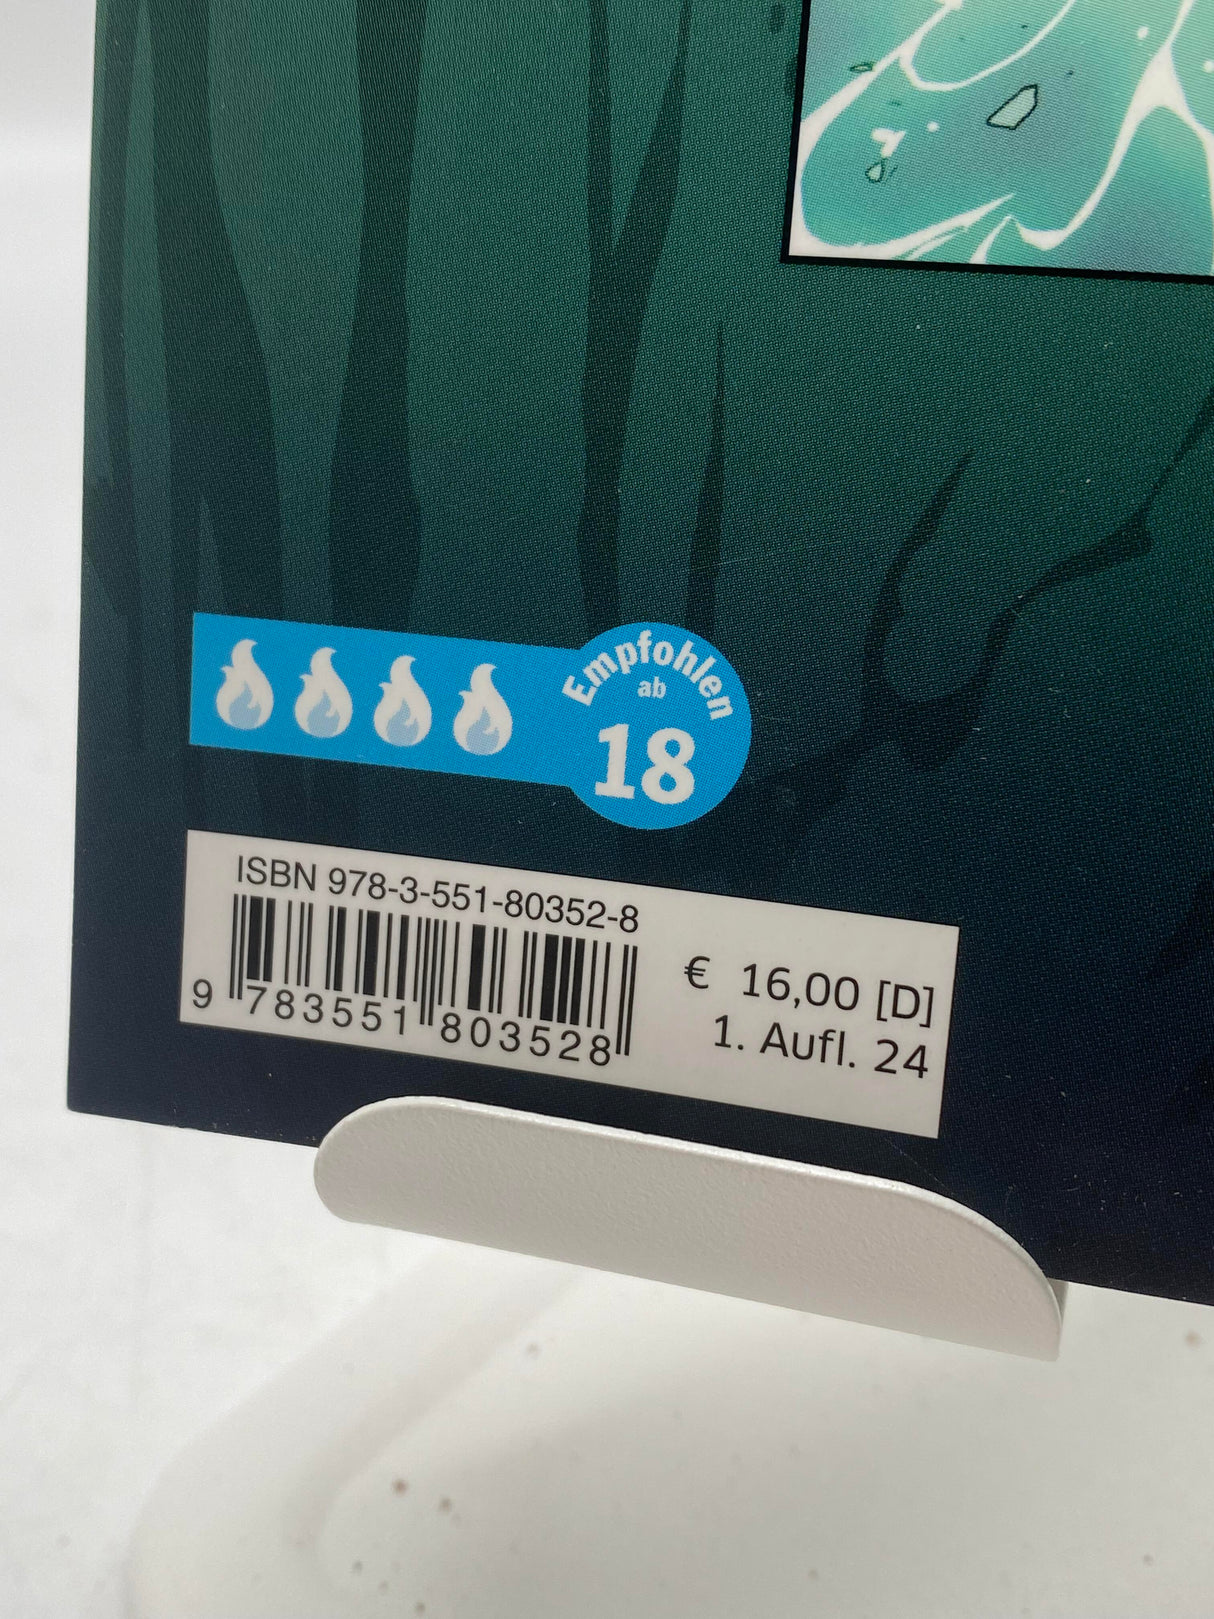 Empfohlen
ab
18
ISBN 978-3-551-80352-8
9 783551 803528
€ 16,00 [D]
1. Aufl. 24